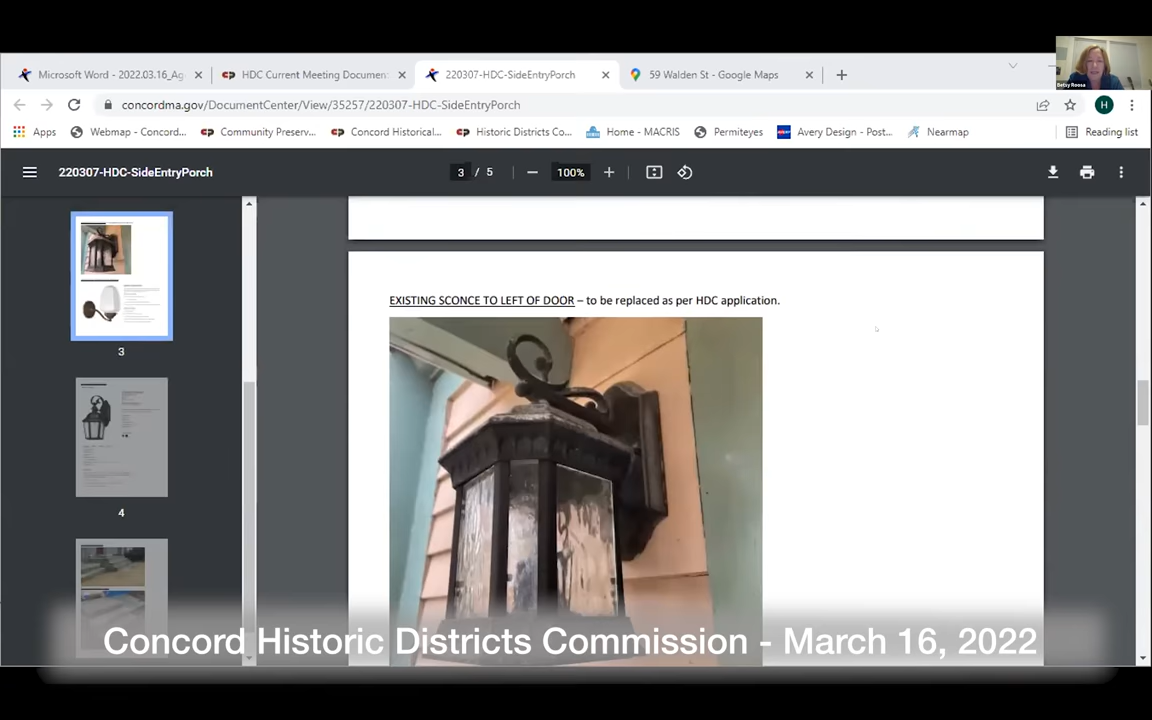 Microsoft Word - 2022.03.16_Ag
HDC Current Meeting Document
220307-HDC-SideEntryPorch
59 Walden St - Google Maps
Betsy Roosa
concordma.gov/DocumentCenter/View/35257/220307-HDC-SideEntryPorch
H
Apps
Webmap - Concord...
Community Preserv...
Concord Historical...
Historic Districts Co...
Home - MACRIS
Permiteyes
Avery Design - Post...
Nearmap
Reading list
220307-HDC-SideEntryPorch
3 / 5
100%
3
4
EXISTING SCONCE TO LEFT OF DOOR – to be replaced as per HDC application.
Concord Historic Districts Commission - March 16, 2022